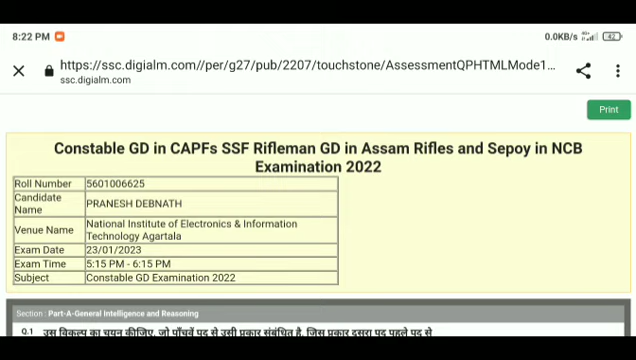 8:22 PM 0.0KB/s 4G+ 42
https://ssc.digialm.com//per/g27/pub/2207/touchstone/AssessmentQPHTMLMode1...
ssc.digialm.com
Print
Constable GD in CAPFs SSF Rifleman GD in Assam Rifles and Sepoy in NCB
Examination 2022
Roll Number 5601006625
Candidate Name PRANESH DEBNATH
Venue Name National Institute of Electronics & Information
Technology Agartala
Exam Date 23/01/2023
Exam Time 5:15 PM - 6:15 PM
Subject Constable GD Examination 2022
Section : Part-A-General Intelligence and Reasoning
Q.1 उस विकल्प का चयन कीजिए, जो पाँचवें पद से उसी प्रकार संबंधित है, जिस प्रकार दूसरा पद पहले पद से